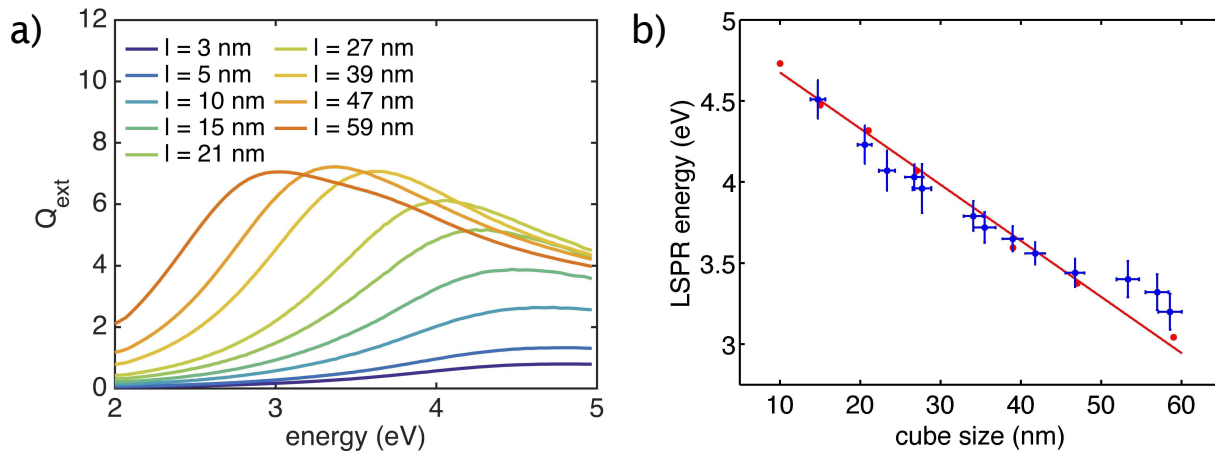 a)
12
10
8
6
4
2
0
Q_ext
l = 3 nm
l = 5 nm
l = 10 nm
l = 15 nm
l = 21 nm
l = 27 nm
l = 39 nm
l = 47 nm
l = 59 nm
2 3 4 5
energy (eV)
b)
4.5
4
3.5
3
LSPR energy (eV)
10 20 30 40 50 60
cube size (nm)